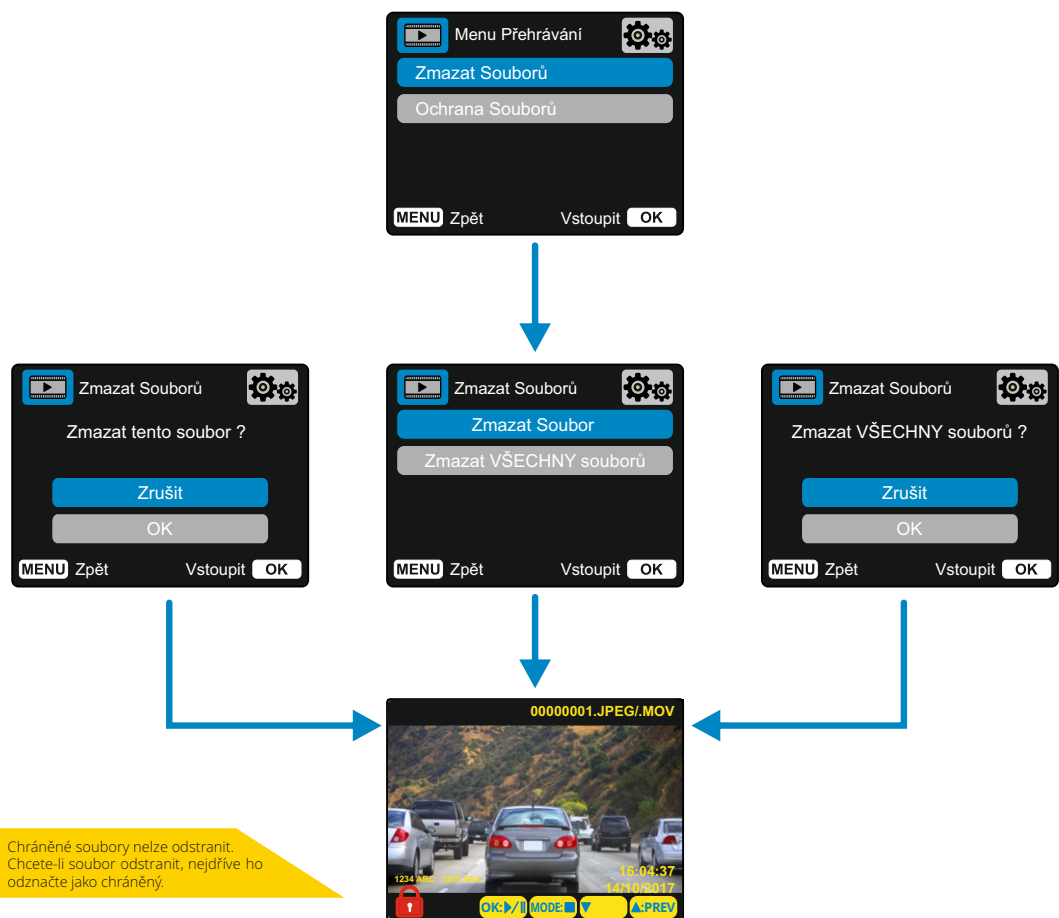 Menu Přehrávání
Zmazat Souborů
Ochrana Souborů
MENU Zpět Vstoupit OK
Zmazat Souborů
Zmazat tento soubor ?
Zrušit
OK
MENU Zpět Vstoupit OK
Zmazat Souborů
Zmazat Soubor
Zmazat VŠECHNY souborů
MENU Zpět Vstoupit OK
Zmazat Souborů
Zmazat VŠECHNY souborů ?
Zrušit
OK
MENU Zpět Vstoupit OK
00000001.JPEG/.MOV
1234 ABC
16:04:37
14/10/2017
OK: MODE: :PREV
Chráněné soubory nelze odstranit.
Chcete-li soubor odstranit, nejdříve ho
odznačte jako chráněný.